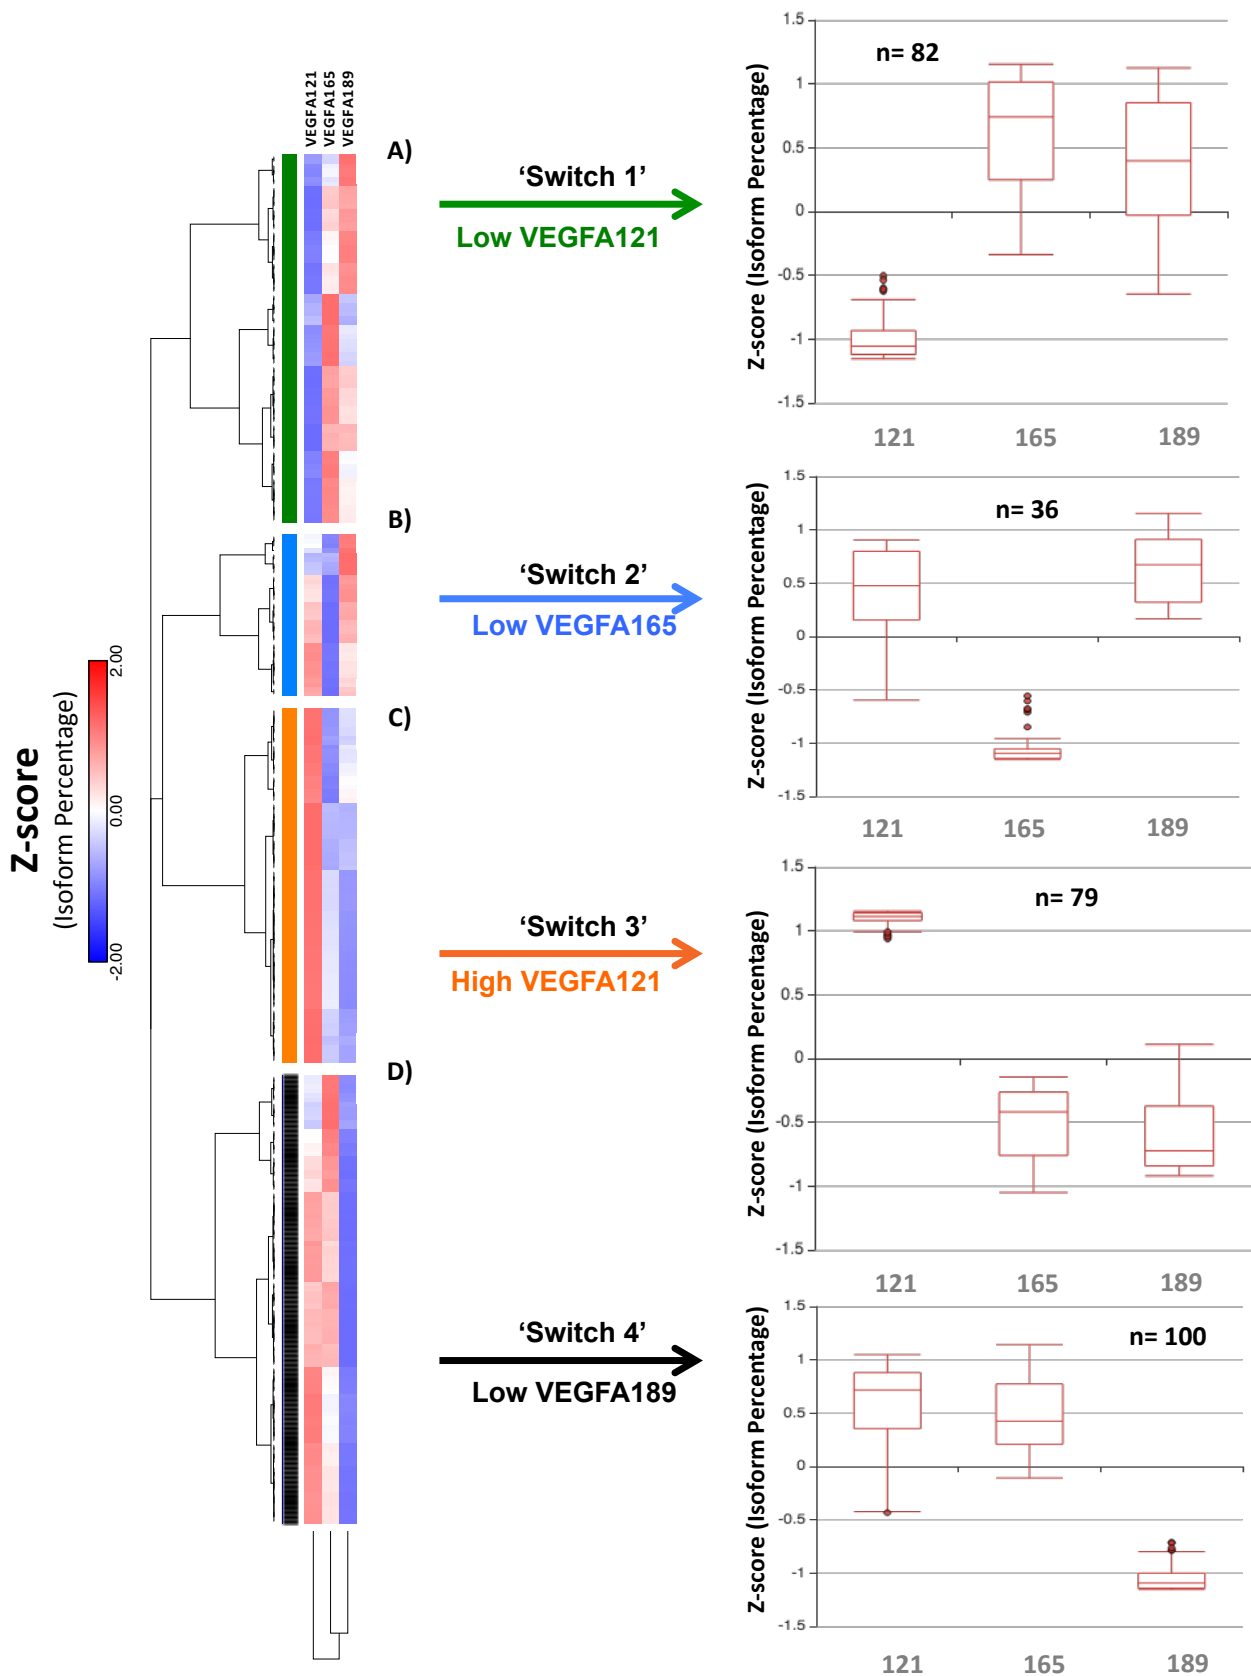 Z-score
(Isoform Percentage)
2.00
0.00
-2.00
VEGFA121
VEGFA165
VEGFA189
A)
‘Switch 1’
Low VEGFA121
Z-score (Isoform Percentage)
n= 82
1.5
1
0.5
0
-0.5
-1
-1.5
121
165
189
B)
‘Switch 2’
Low VEGFA165
Z-score (Isoform Percentage)
n= 36
1.5
1
0.5
0
-0.5
-1
-1.5
121
165
189
C)
‘Switch 3’
High VEGFA121
Z-score (Isoform Percentage)
n= 79
1.5
1
0.5
0
-0.5
-1
-1.5
121
165
189
D)
‘Switch 4’
Low VEGFA189
Z-score (Isoform Percentage)
n= 100
1.5
1
0.5
0
-0.5
-1
-1.5
121
165
189